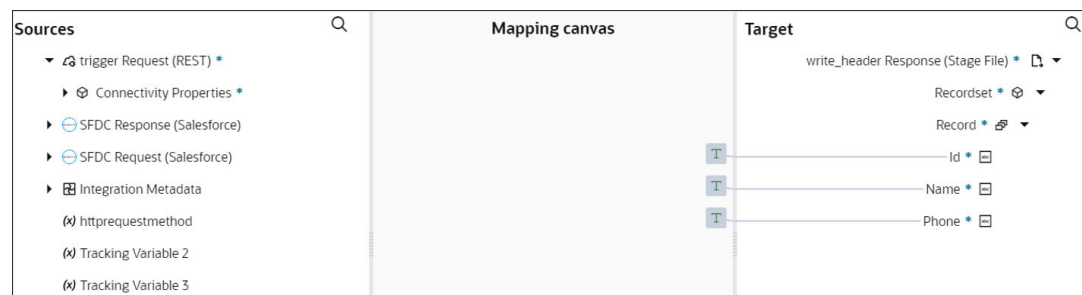 Sources
Mapping canvas
Target
trigger Request (REST) *
write_header Response (Stage File) *
Connectivity Properties *
Recordset *
SFDC Response (Salesforce)
Record *
SFDC Request (Salesforce)
T
Id *
Integration Metadata
T
Name *
(x) httprequestmethod
T
Phone *
(x) Tracking Variable 2
(x) Tracking Variable 3